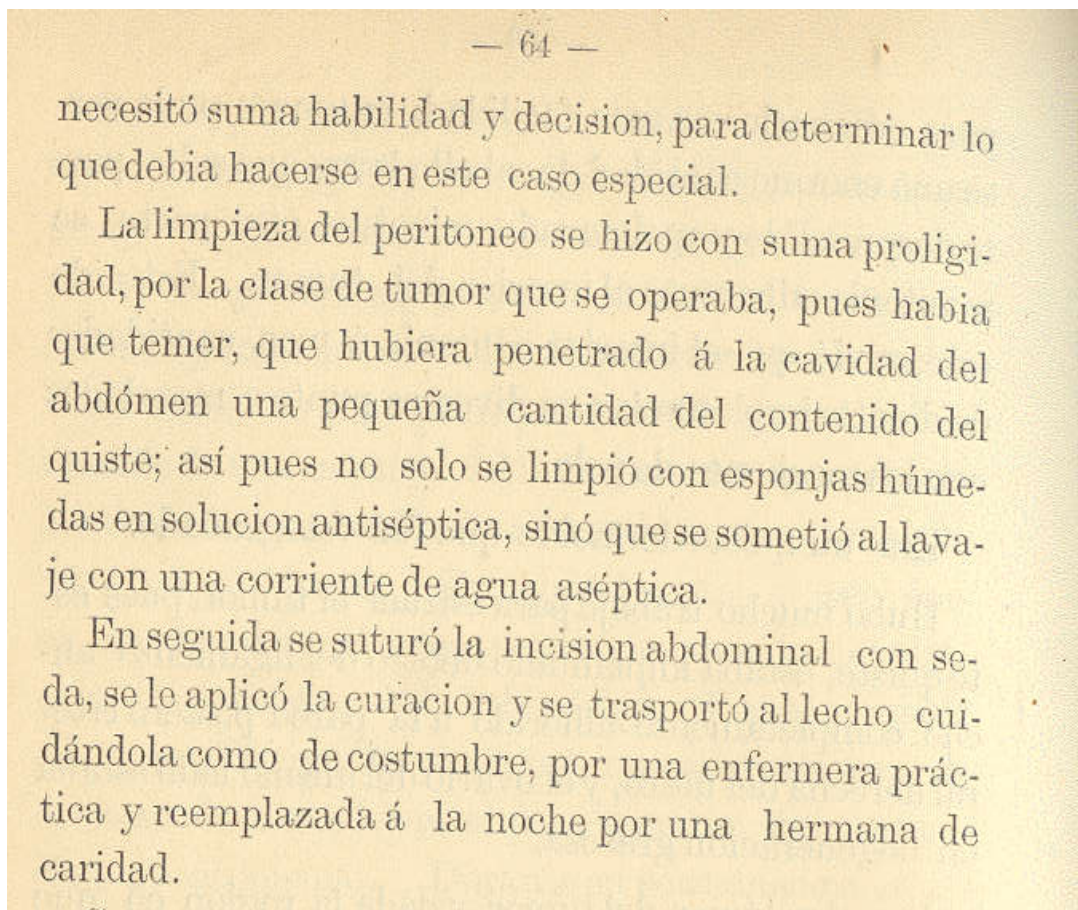 — 64 —
necesitó suma habilidad y decision, para determinar lo
que debia hacerse en este caso especial.
La limpieza del peritoneo se hizo con suma proligi-
dad, por la clase de tumor que se operaba, pues habia
que temer, que hubiera penetrado á la cavidad del
abdómen una pequeña cantidad del contenido del
quiste; así pues no solo se limpió con esponjas húme-
das en solucion antiséptica, sinó que se sometió al lava-
je con una corriente de agua aséptica.
En seguida se suturó la incision abdominal con se-
da, se le aplicó la curacion y se trasportó al lecho cui-
dándola como de costumbre, por una enfermera prác-
tica y reemplazada á la noche por una hermana de
caridad.